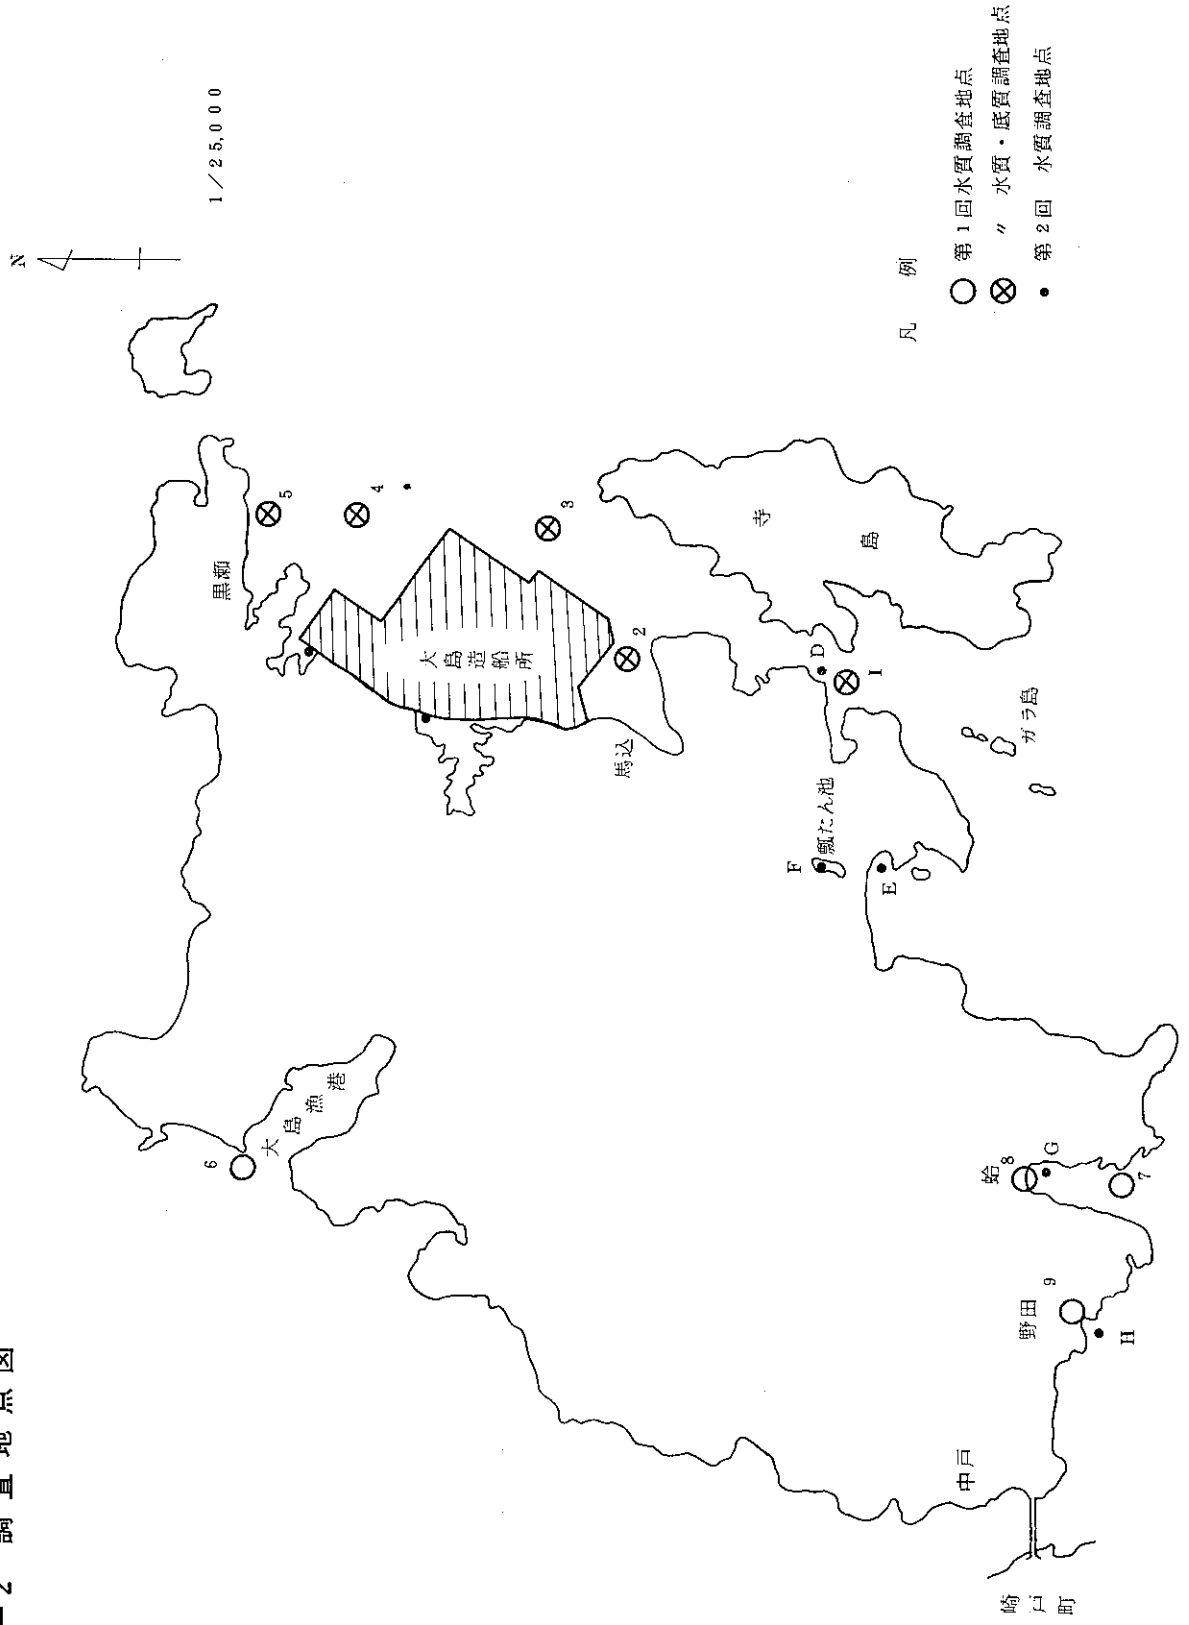 －2 調査地点図
N
1/25,000
5
4
3
2
1
黒瀬
大島造船所
馬込
寺島
D
ガラ島
瓢たん池
F
E
6
大島漁港
蛤
8
G
7
野田
9
H
中戸
崎戸町
凡例
第1回水質調査地点
〃 水質・底質調査地点
第2回 水質調査地点